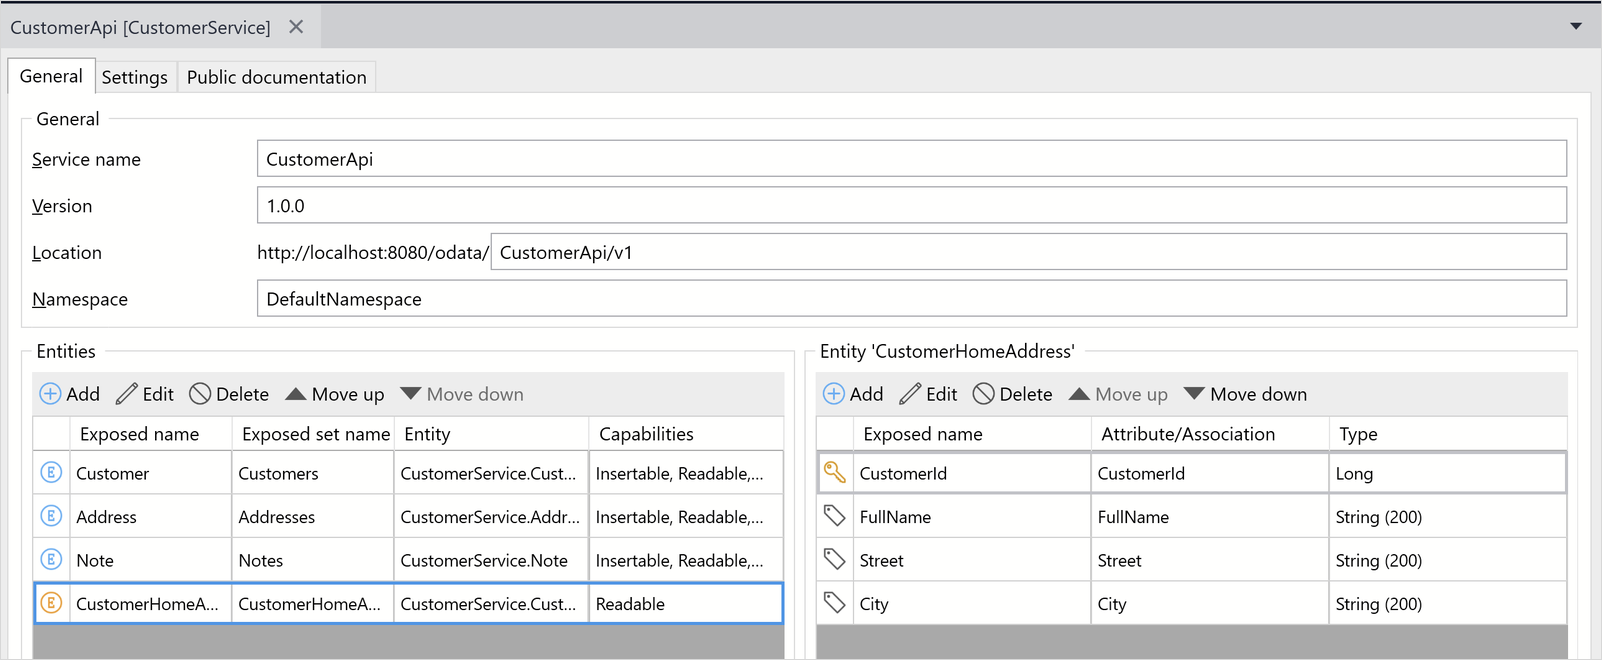 CustomerApi [CustomerService]
General Settings Public documentation
General
Service name CustomerApi
Version 1.0.0
Location http://localhost:8080/odata/ CustomerApi/v1
Namespace DefaultNamespace
Entities
Add Edit Delete Move up Move down
Exposed name Exposed set name Entity Capabilities
E Customer Customers CustomerService.Cust... Insertable, Readable,...
E Address Addresses CustomerService.Addr... Insertable, Readable,...
E Note Notes CustomerService.Note Insertable, Readable,...
E CustomerHomeA... CustomerHomeA... CustomerService.Cust... Readable
Entity 'CustomerHomeAddress'
Add Edit Delete Move up Move down
Exposed name Attribute/Association Type
CustomerId CustomerId Long
FullName FullName String (200)
Street Street String (200)
City City String (200)